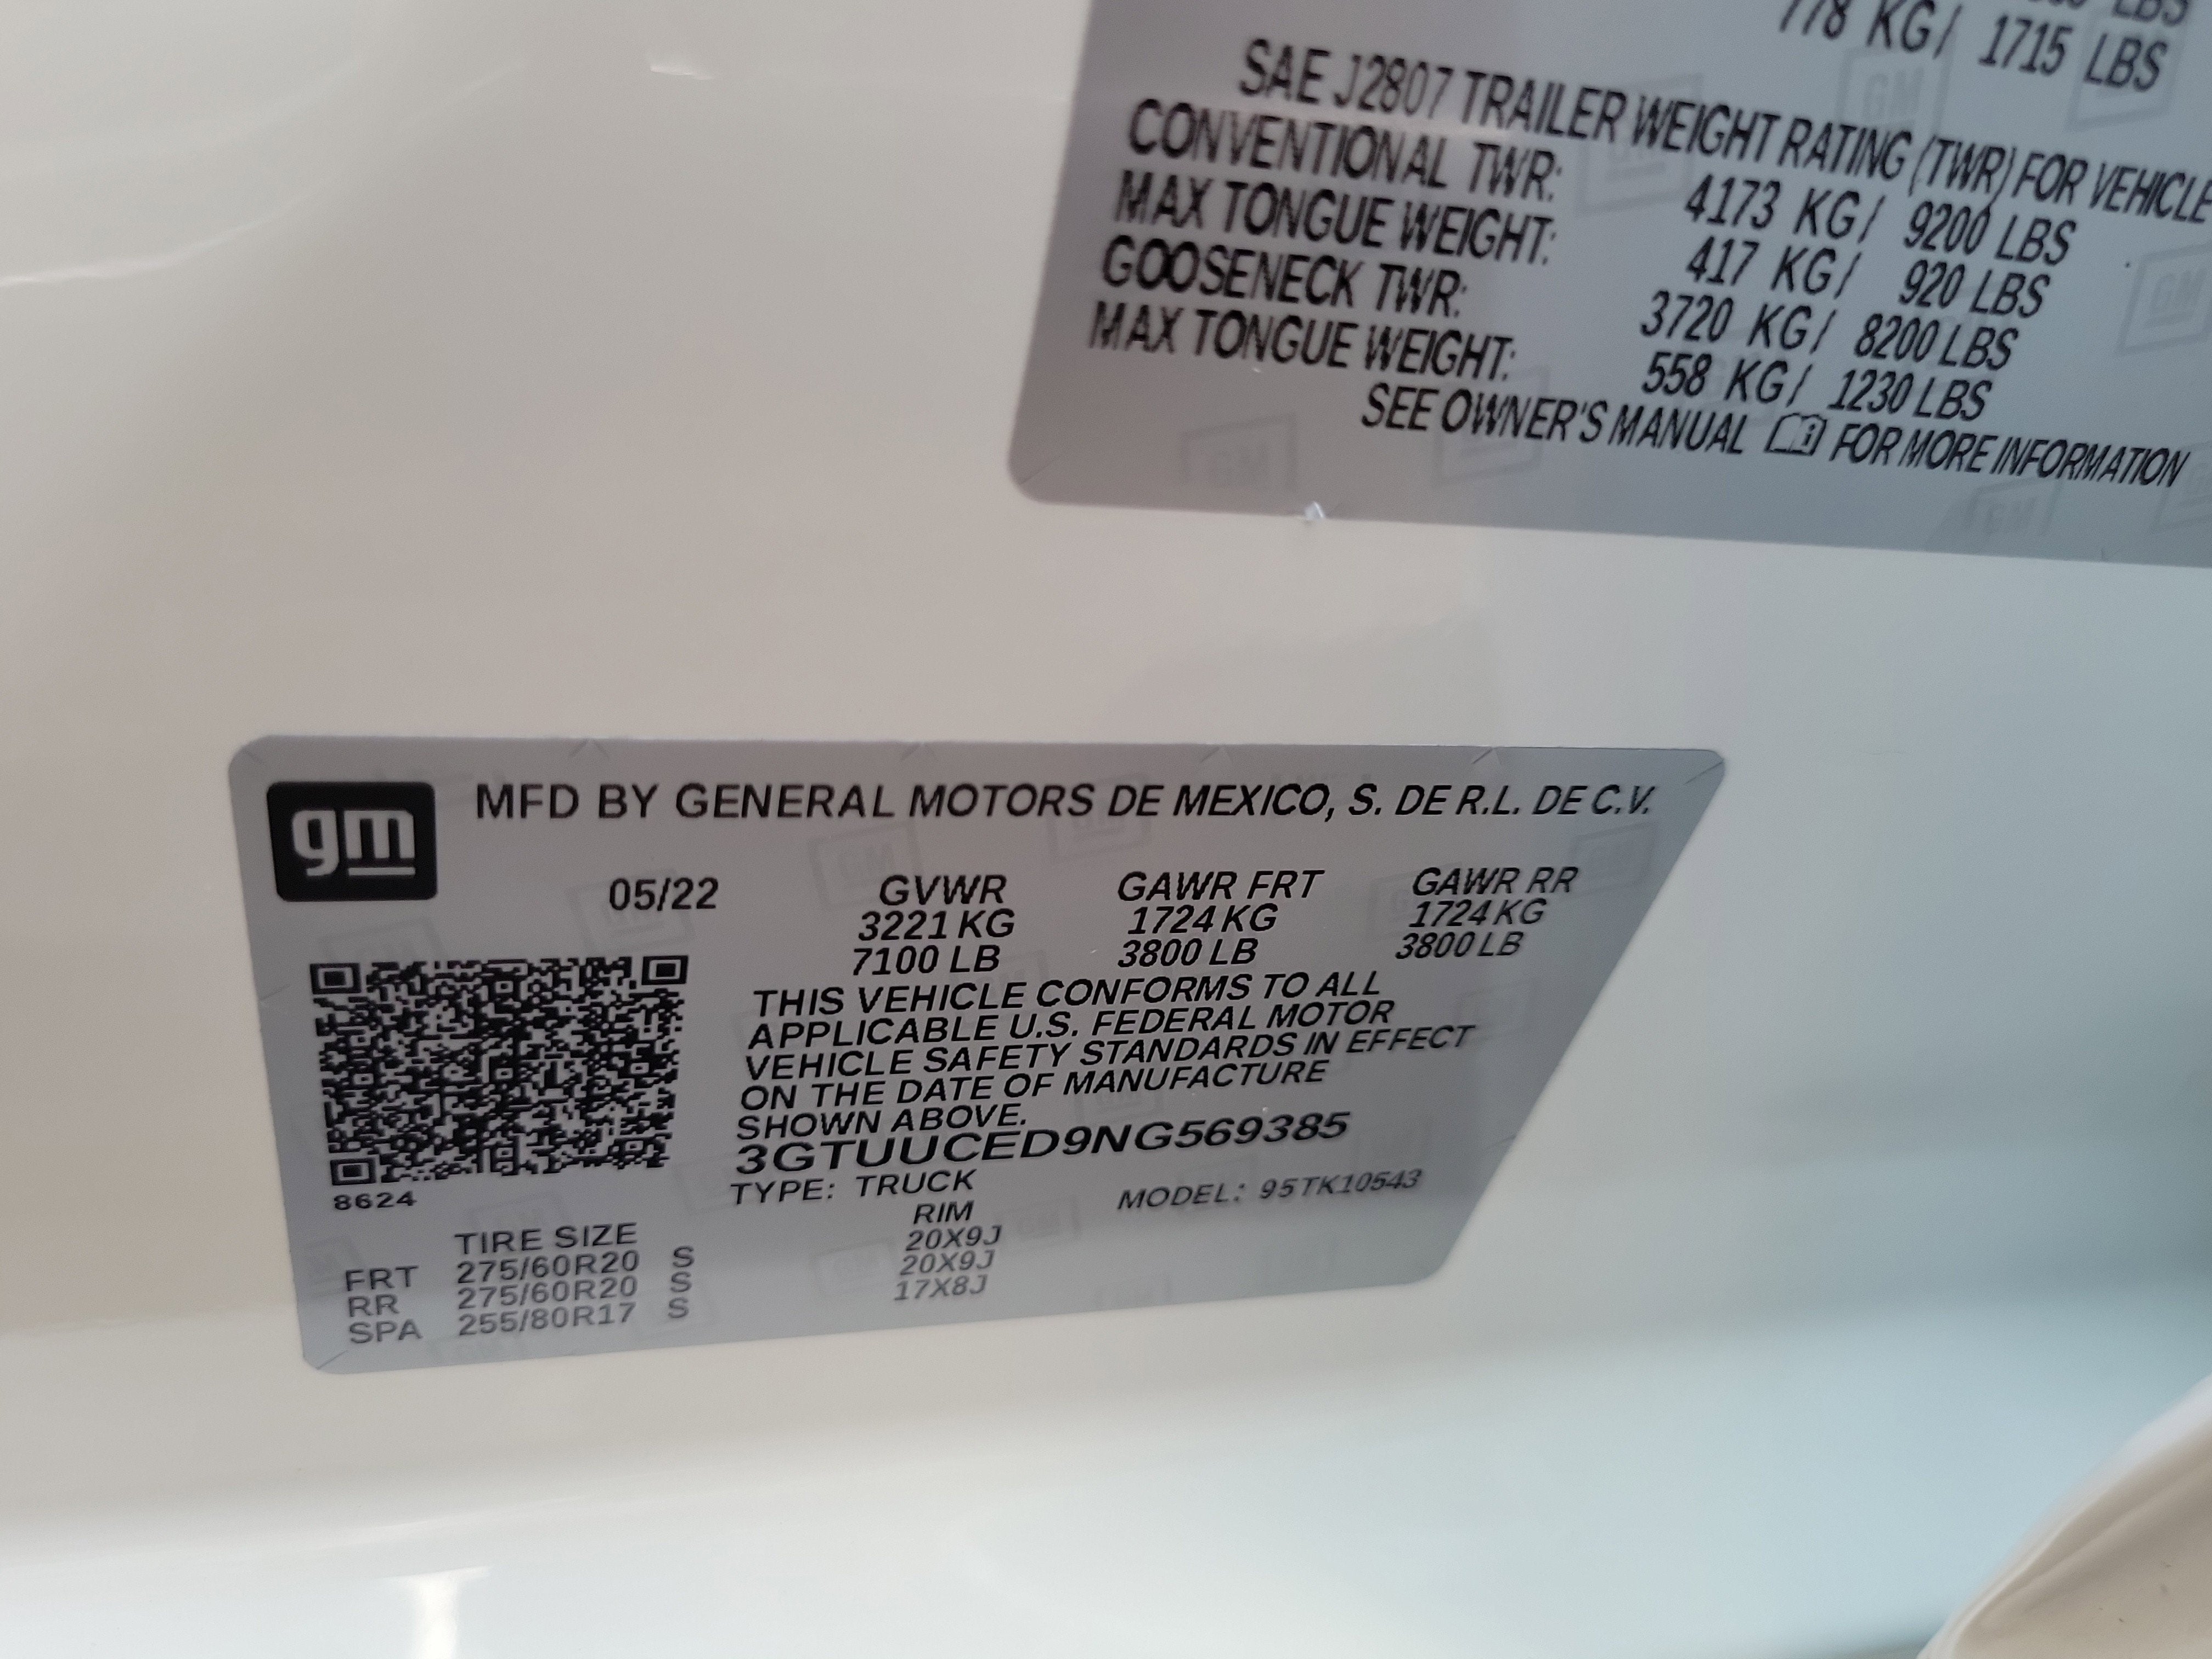 LBS
778 KG/ 1715 LBS
SAE J2807 TRAILER WEIGHT RATING (TWR) FOR VEHICLE
CONVENTIONAL TWR: 4173 KG/ 9200 LBS
MAX TONGUE WEIGHT: 417 KG/ 920 LBS
GOOSENECK TWR: 3720 KG/ 8200 LBS
MAX TONGUE WEIGHT: 558 KG/ 1230 LBS
SEE OWNER'S MANUAL FOR MORE INFORMATION
gm MFD BY GENERAL MOTORS DE MEXICO, S. DE R.L. DE C.V.
05/22 GVWR GAWR FRT GAWR RR
3221 KG 1724 KG 1724 KG
7100 LB 3800 LB 3800 LB
THIS VEHICLE CONFORMS TO ALL
APPLICABLE U.S. FEDERAL MOTOR
VEHICLE SAFETY STANDARDS IN EFFECT
ON THE DATE OF MANUFACTURE
SHOWN ABOVE.
3GTUUCED9NG569385
8624 TYPE: TRUCK MODEL: 95TK10543
TIRE SIZE RIM
FRT 275/60R20 S 20X9J
RR 275/60R20 S 20X9J
SPA 255/80R17 S 17X8J